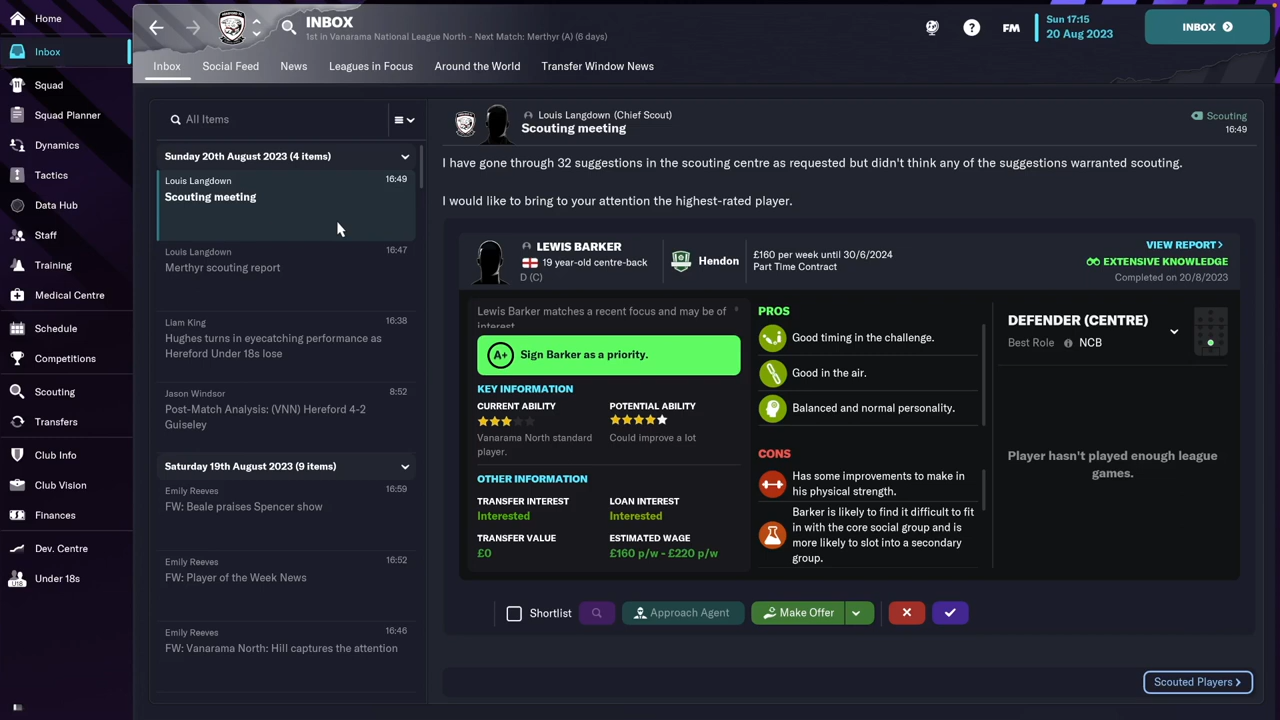 Home
Inbox
Squad
Squad Planner
Dynamics
Tactics
Data Hub
Staff
Training
Medical Centre
Schedule
Competitions
Scouting
Transfers
Club Info
Club Vision
Finances
Dev. Centre
Under 18s
INBOX
1st in Vanarama National League North - Next Match: Merthyr (A) (6 days)
FM
Sun 17:15
20 Aug 2023
INBOX
Inbox
Social Feed
News
Leagues in Focus
Around the World
Transfer Window News
All Items
Sunday 20th August 2023 (4 items)
Louis Langdown 16:49
Scouting meeting
Louis Langdown 16:47
Merthyr scouting report
Liam King 16:38
Hughes turns in eyecatching performance as
Hereford Under 18s lose
Jason Windsor 8:52
Post-Match Analysis: (VNN) Hereford 4-2
Guiseley
Saturday 19th August 2023 (9 items)
Emily Reeves 16:59
FW: Beale praises Spencer show
Emily Reeves 16:52
FW: Player of the Week News
Emily Reeves 16:46
FW: Vanarama North: Hill captures the attention
Louis Langdown (Chief Scout)
Scouting meeting
Scouting
16:49
I have gone through 32 suggestions in the scouting centre as requested but didn't think any of the suggestions warranted scouting.
I would like to bring to your attention the highest-rated player.
LEWIS BARKER
19 year-old centre-back
D (C)
Hendon
£160 per week until 30/6/2024
Part Time Contract
VIEW REPORT>
EXTENSIVE KNOWLEDGE
Completed on 20/8/2023
Lewis Barker matches a recent focus and may be of
interest.
A+ Sign Barker as a priority.
KEY INFORMATION
CURRENT ABILITY
Vanarama North standard
player.
POTENTIAL ABILITY
Could improve a lot
OTHER INFORMATION
TRANSFER INTEREST
Interested
LOAN INTEREST
Interested
TRANSFER VALUE
£0
ESTIMATED WAGE
£160 p/w - £220 p/w
PROS
Good timing in the challenge.
Good in the air.
Balanced and normal personality.
CONS
Has some improvements to make in
his physical strength.
Barker is likely to find it difficult to fit
in with the core social group and is
more likely to slot into a secondary
group.
DEFENDER (CENTRE)
Best Role NCB
Player hasn't played enough league
games.
Shortlist
Approach Agent
Make Offer
Scouted Players >